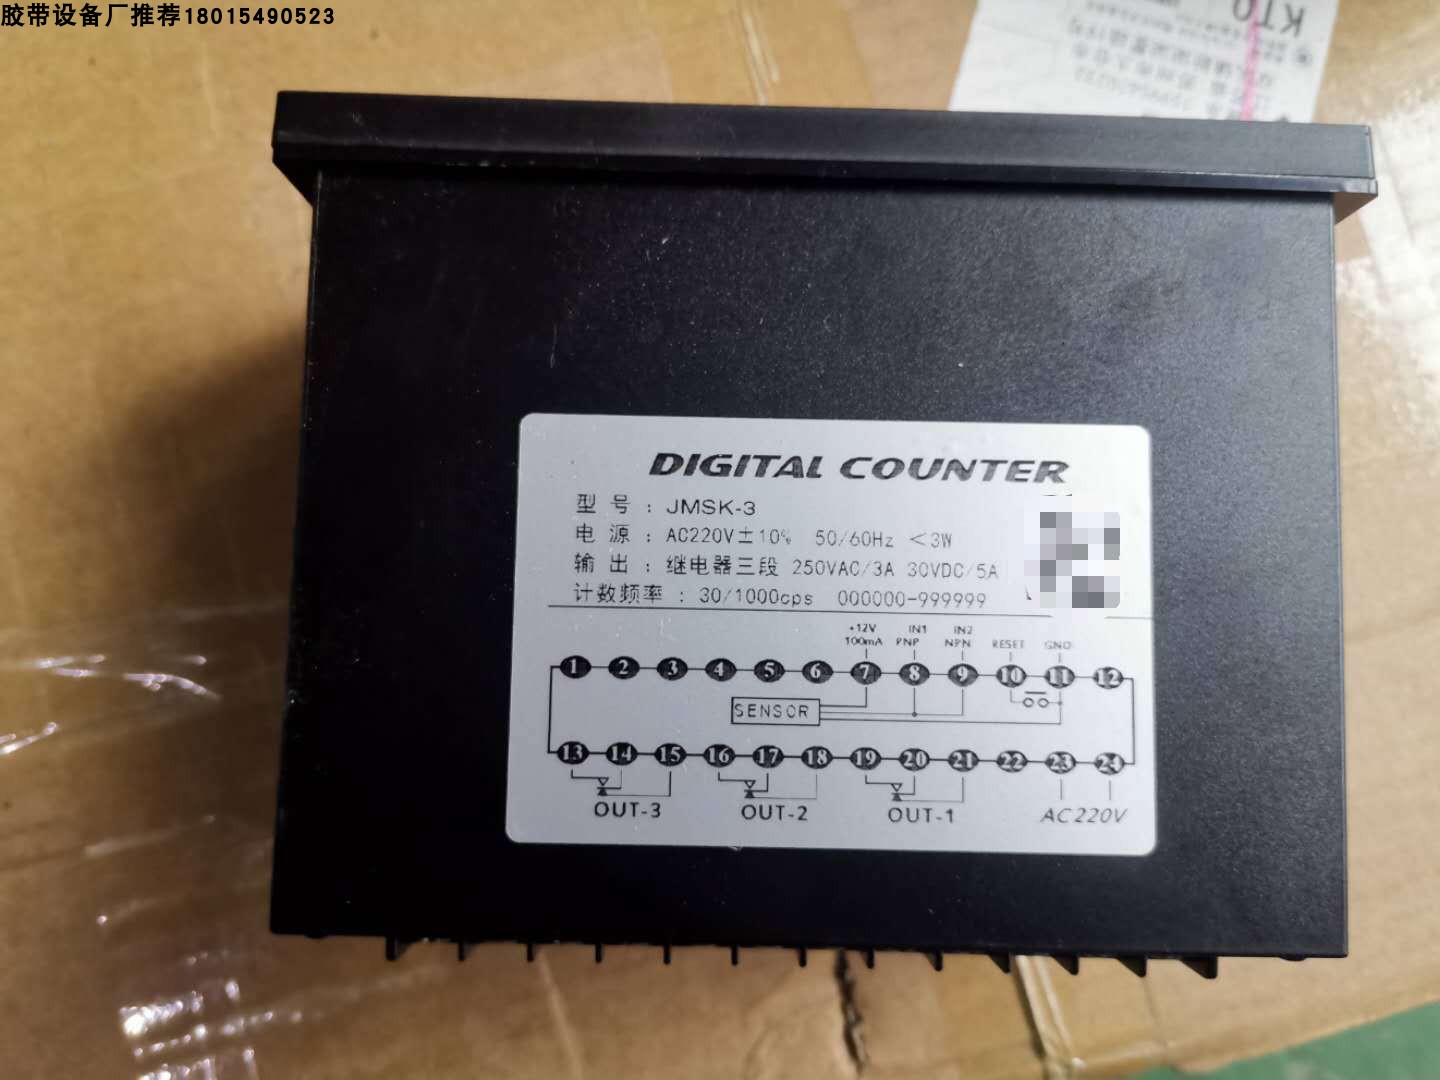 胶带设备厂推荐18015490523
KTO
DIGITAL COUNTER
型号：JMSK-3
电源：AC220V±10% 50/60Hz <3W
输出：继电器三段 250VAC/3A 30VDC/5A
计数频率：30/1000cps 000000-999999
+12V IN1 IN2
100mA PNP NPN RESET GND
1 2 3 4 5 6 7 8 9 10 11 12
SENSOR
13 14 15 16 17 18 19 20 21 22 23 24
OUT-3 OUT-2 OUT-1 AC220V